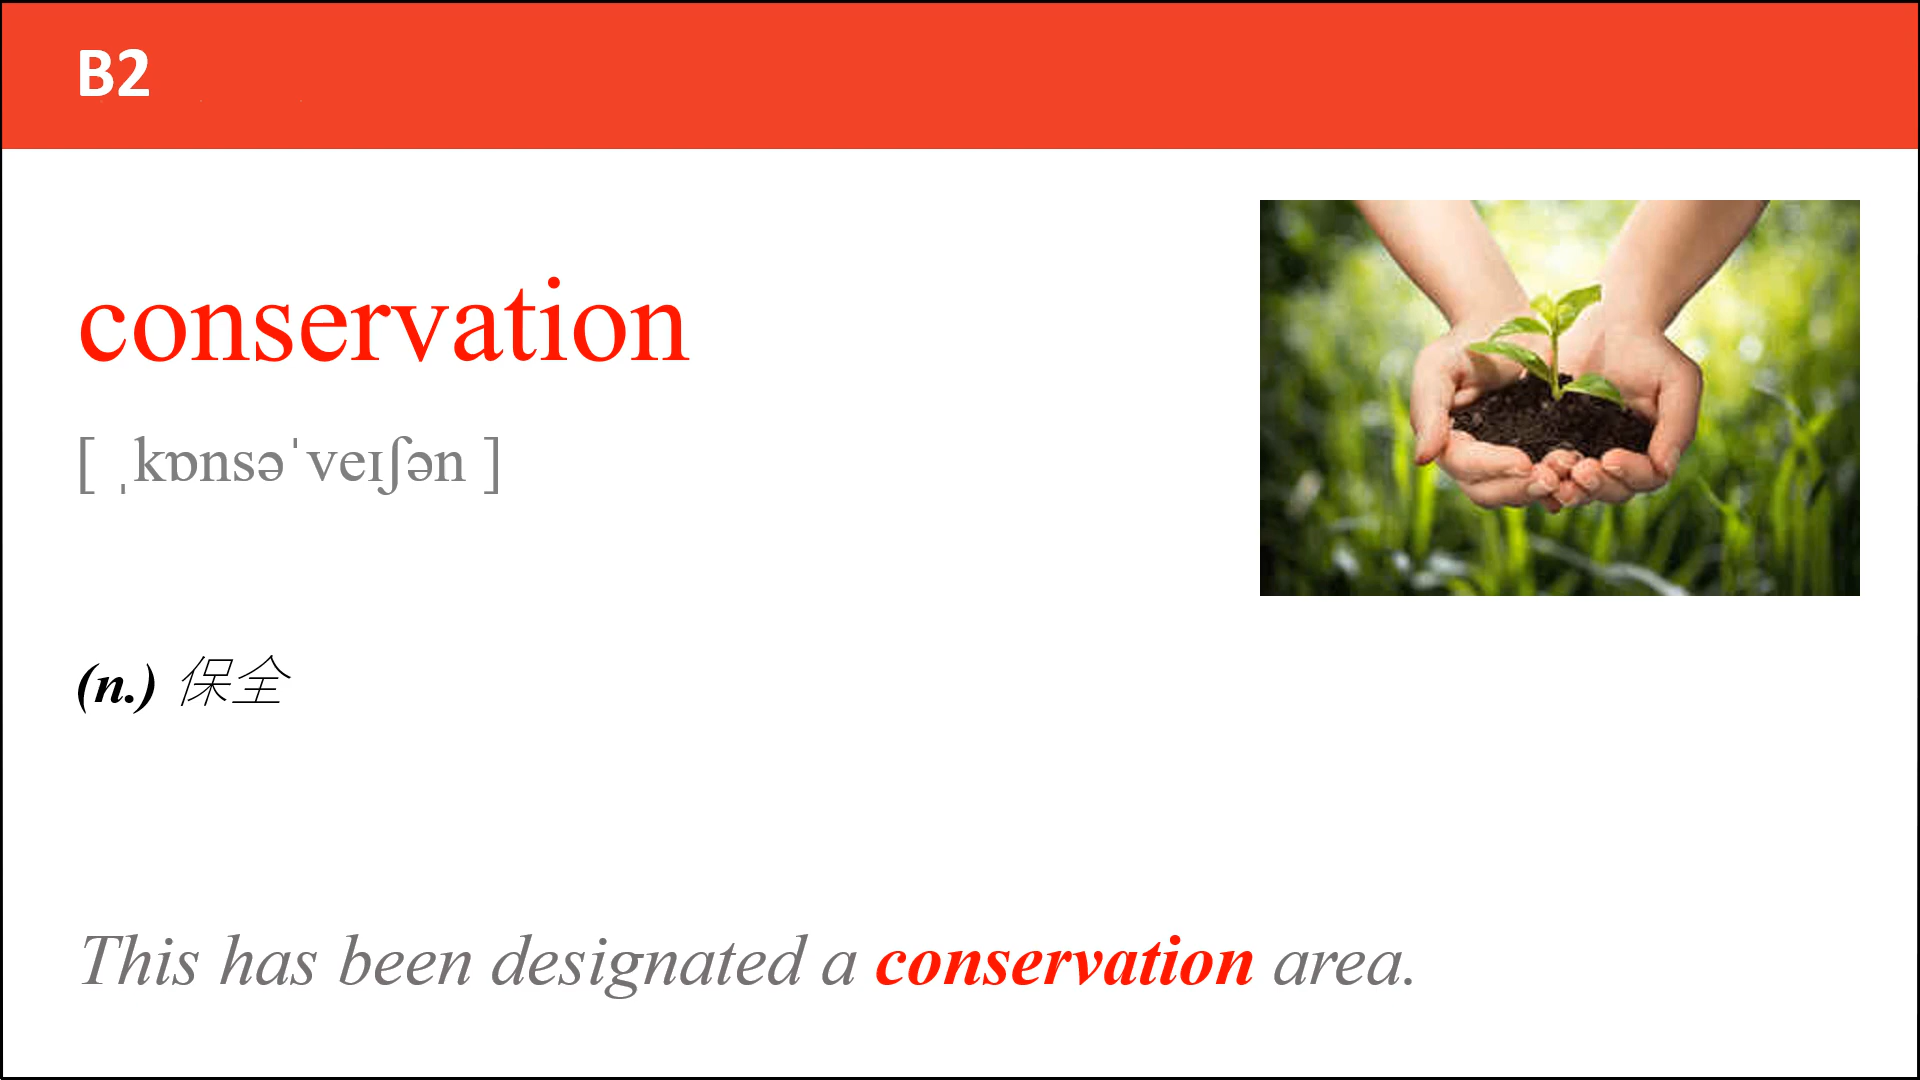 B2
conservation
[ ˌkɒnsəˈveɪʃən ]
(n.) 保全
This has been designated a conservation area.